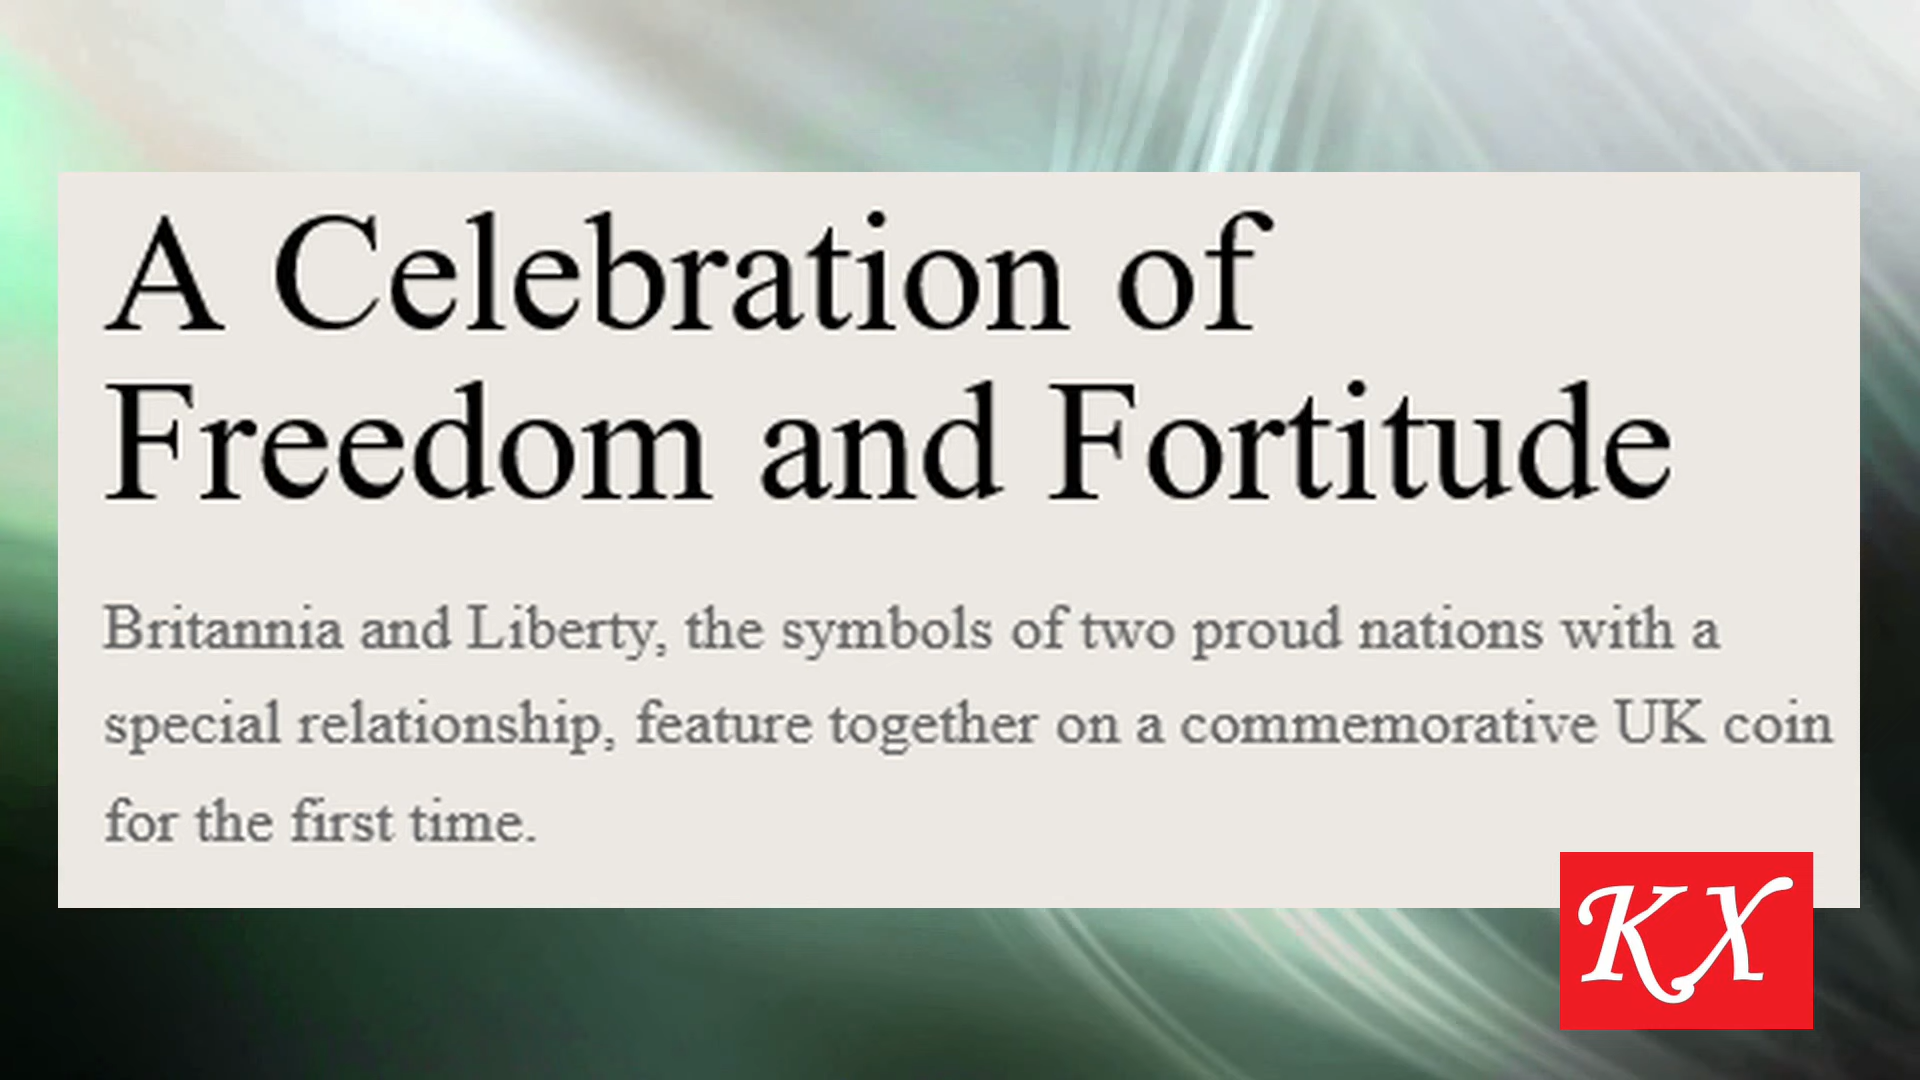 A Celebration of
Freedom and Fortitude
Britannia and Liberty, the symbols of two proud nations with a
special relationship, feature together on a commemorative UK coin
for the first time.
KX